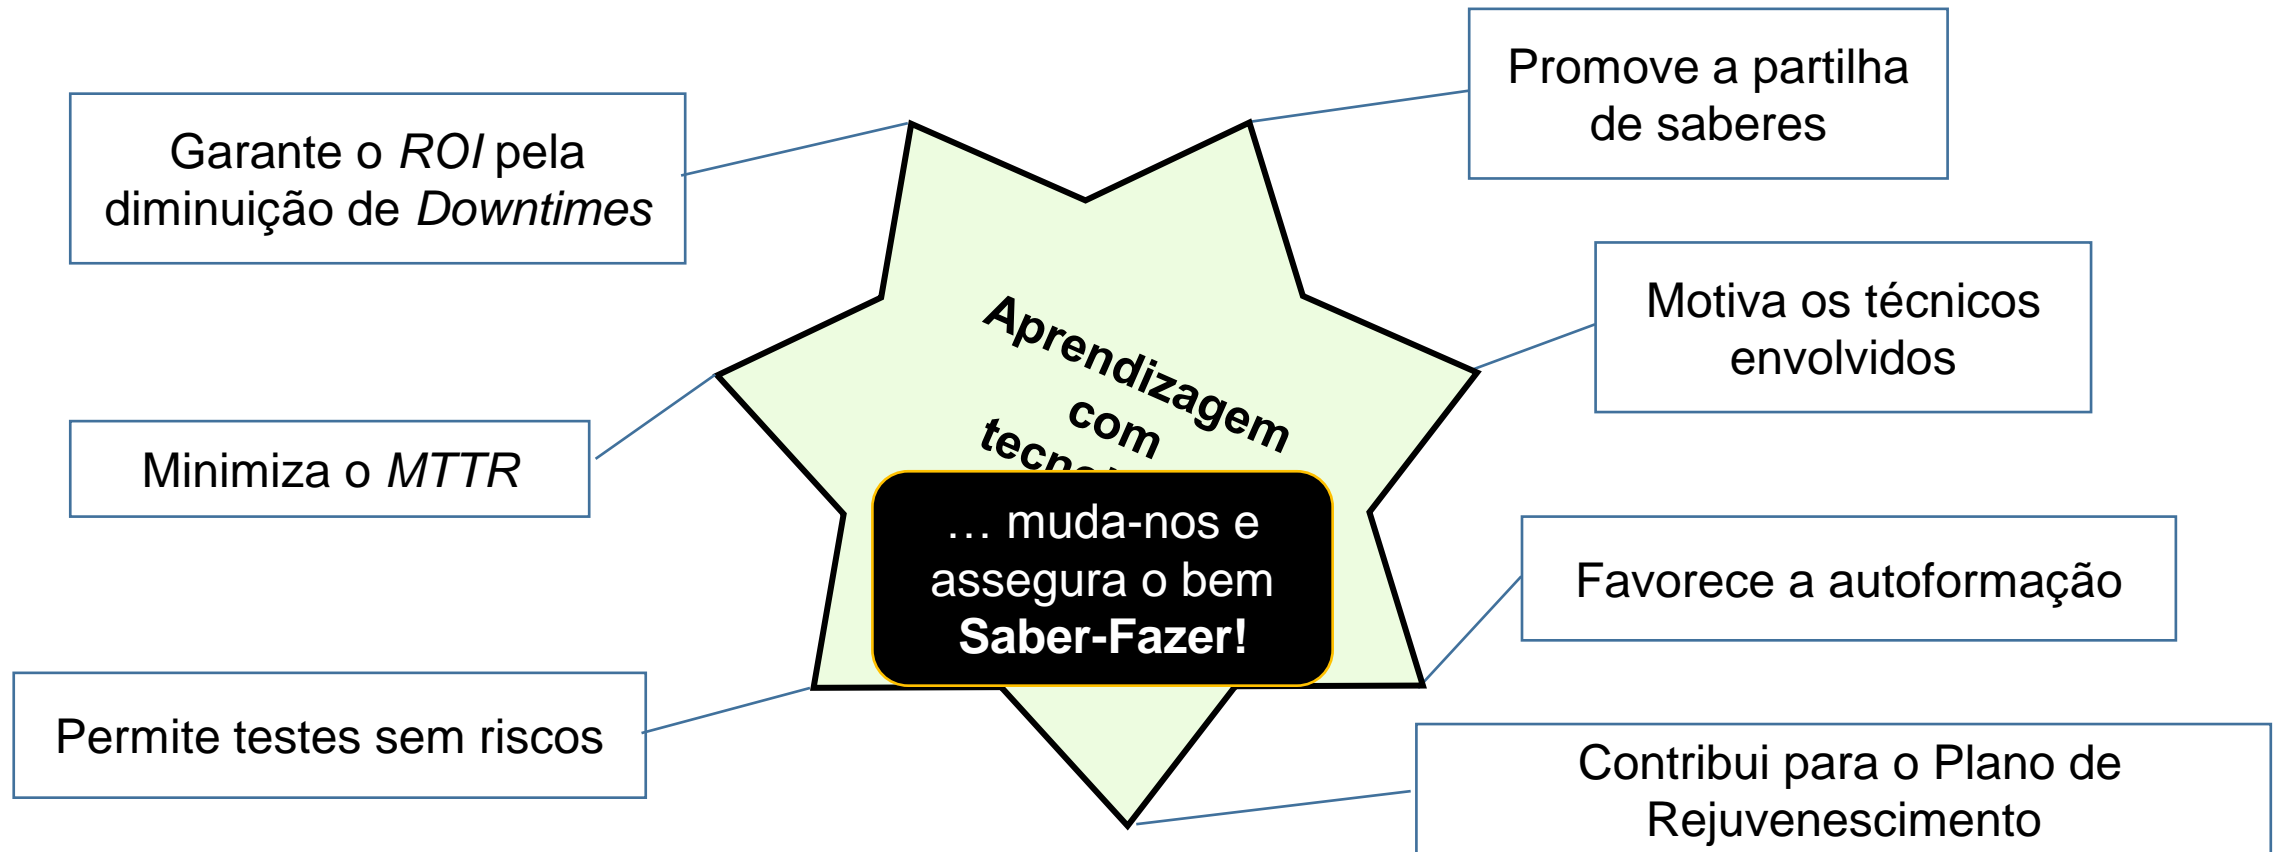 Promove a partilha
de saberes
Garante o ROI pela
diminuição de Downtimes
Motiva os técnicos
envolvidos
Aprendizagem
com
Minimiza o MTTR
… muda-nos e
assegura o bem
Saber-Fazer!
Favorece a autoformação
Permite testes sem riscos
Contribui para o Plano de
Rejuvenescimento